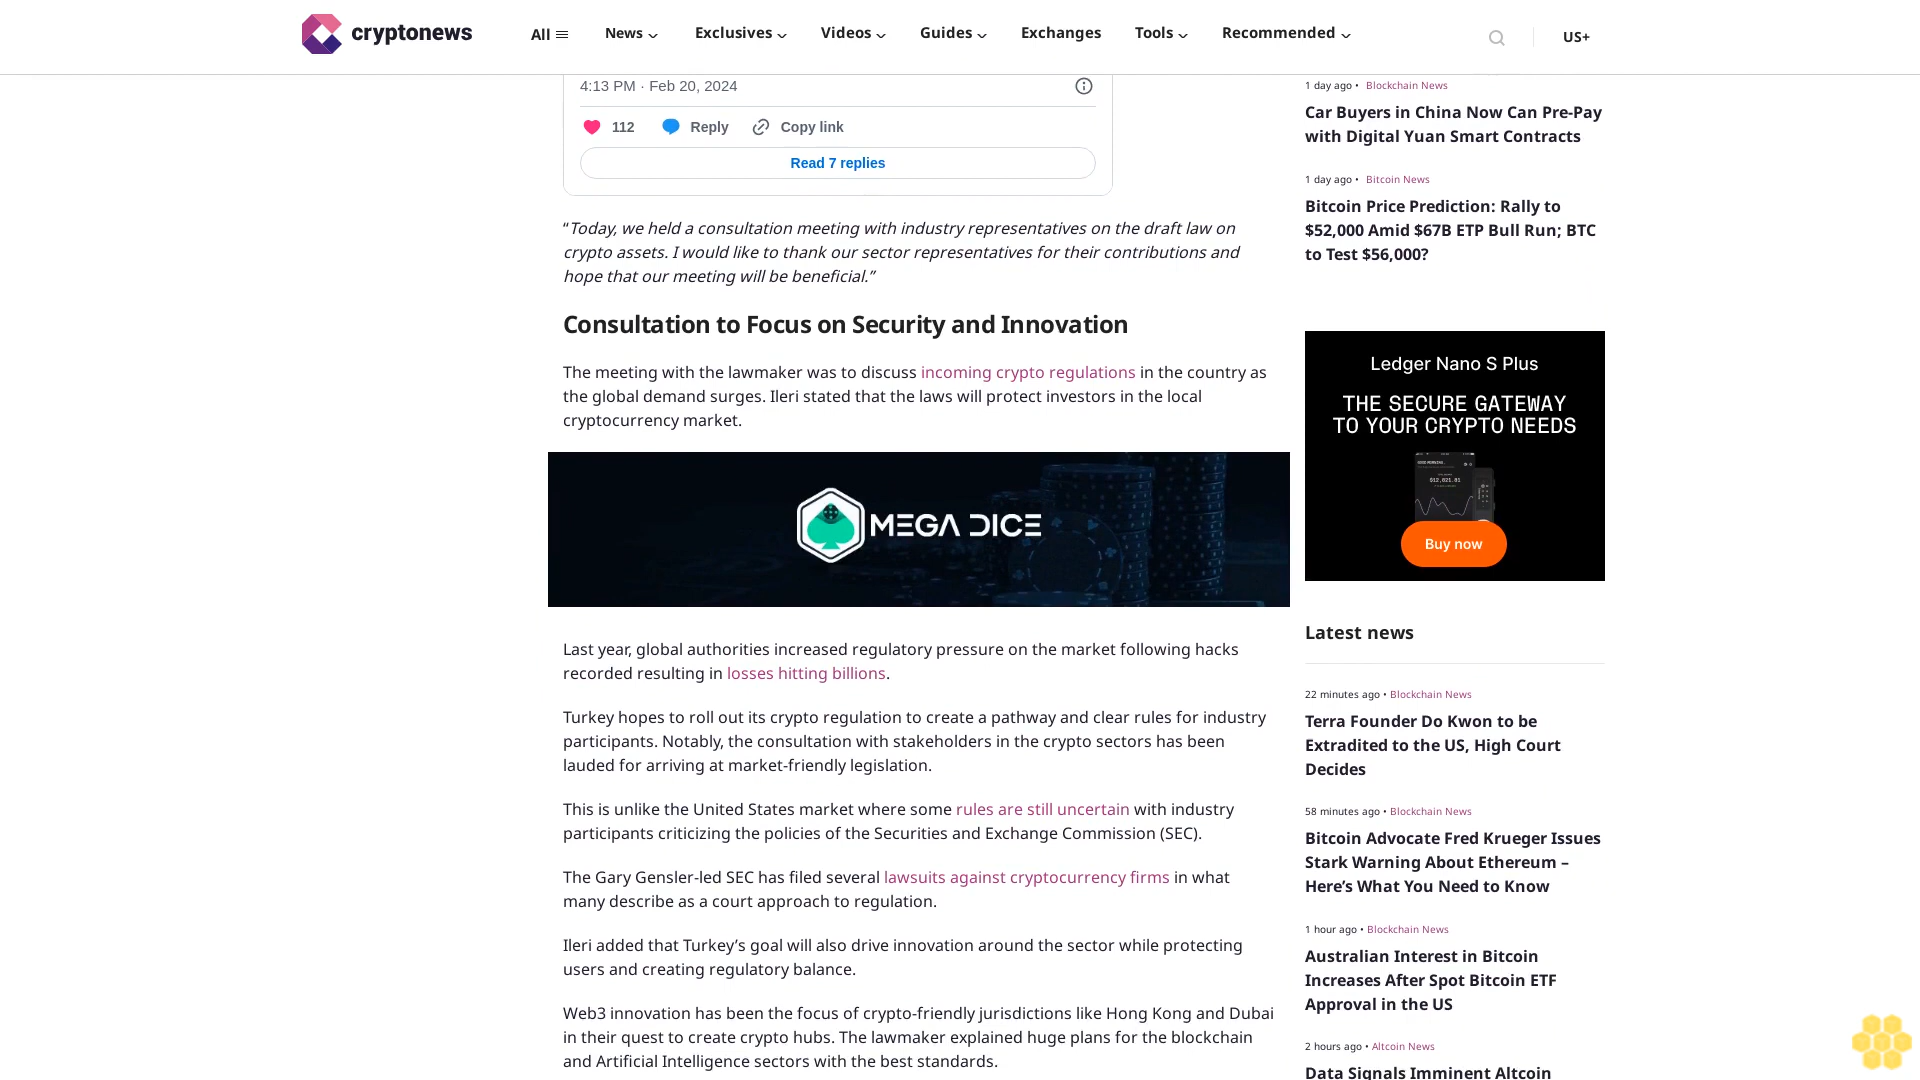 cryptonews
All
News
Exclusives
Videos
Guides
Exchanges
Tools
Recommended
US+
4:13 PM · Feb 20, 2024
112
Reply
Copy link
Read 7 replies
“Today, we held a consultation meeting with industry representatives on the draft law on
crypto assets. I would like to thank our sector representatives for their contributions and
hope that our meeting will be beneficial.”
Consultation to Focus on Security and Innovation
The meeting with the lawmaker was to discuss incoming crypto regulations in the country as
the global demand surges. Ileri stated that the laws will protect investors in the local
cryptocurrency market.
MEGA DICE
Last year, global authorities increased regulatory pressure on the market following hacks
recorded resulting in losses hitting billions.
Turkey hopes to roll out its crypto regulation to create a pathway and clear rules for industry
participants. Notably, the consultation with stakeholders in the crypto sectors has been
lauded for arriving at market-friendly legislation.
This is unlike the United States market where some rules are still uncertain with industry
participants criticizing the policies of the Securities and Exchange Commission (SEC).
The Gary Gensler-led SEC has filed several lawsuits against cryptocurrency firms in what
many describe as a court approach to regulation.
Ileri added that Turkey’s goal will also drive innovation around the sector while protecting
users and creating regulatory balance.
Web3 innovation has been the focus of crypto-friendly jurisdictions like Hong Kong and Dubai
in their quest to create crypto hubs. The lawmaker explained huge plans for the blockchain
and Artificial Intelligence sectors with the best standards.
1 day ago • Blockchain News
Car Buyers in China Now Can Pre-Pay
with Digital Yuan Smart Contracts
1 day ago • Bitcoin News
Bitcoin Price Prediction: Rally to
$52,000 Amid $67B ETP Bull Run; BTC
to Test $56,000?
Ledger Nano S Plus
THE SECURE GATEWAY
TO YOUR CRYPTO NEEDS
$12,821.01
Buy now
Latest news
22 minutes ago • Blockchain News
Terra Founder Do Kwon to be
Extradited to the US, High Court
Decides
58 minutes ago • Blockchain News
Bitcoin Advocate Fred Krueger Issues
Stark Warning About Ethereum –
Here’s What You Need to Know
1 hour ago • Blockchain News
Australian Interest in Bitcoin
Increases After Spot Bitcoin ETF
Approval in the US
2 hours ago • Altcoin News
Data Signals Imminent Altcoin